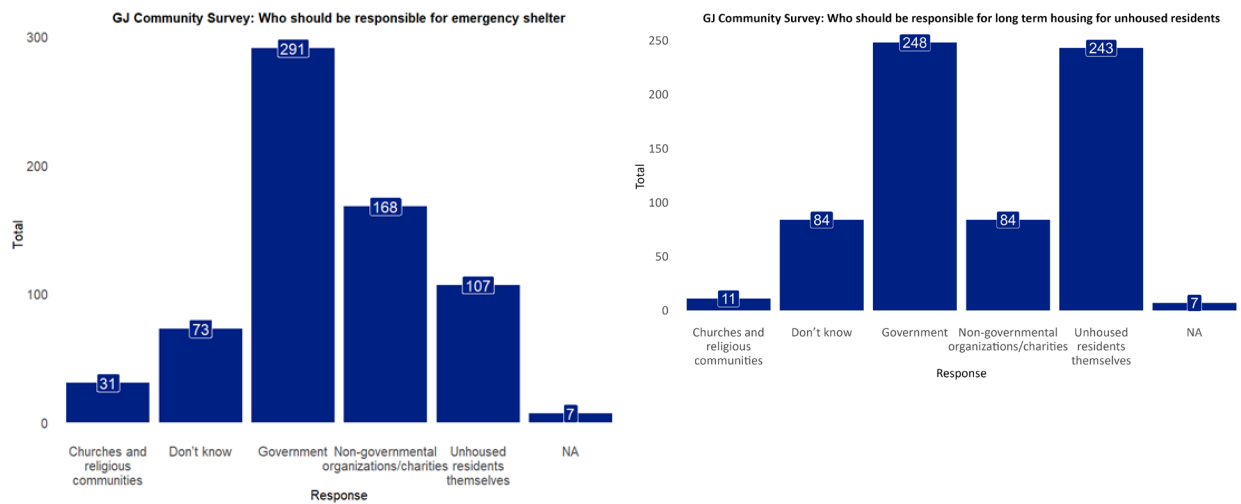 GJ Community Survey: Who should be responsible for emergency shelter
300
200
100
0
Total
31
73
291
168
107
7
Churches and
religious
communities
Don't know
Government
Non-governmental
organizations/charities
Unhoused
residents
themselves
NA
Response
GJ Community Survey: Who should be responsible for long term housing for unhoused residents
250
200
150
100
50
0
Total
11
84
248
84
243
7
Churches and
religious
communities
Don't know
Government
Non-governmental
organizations/charities
Unhoused
residents
themselves
NA
Response